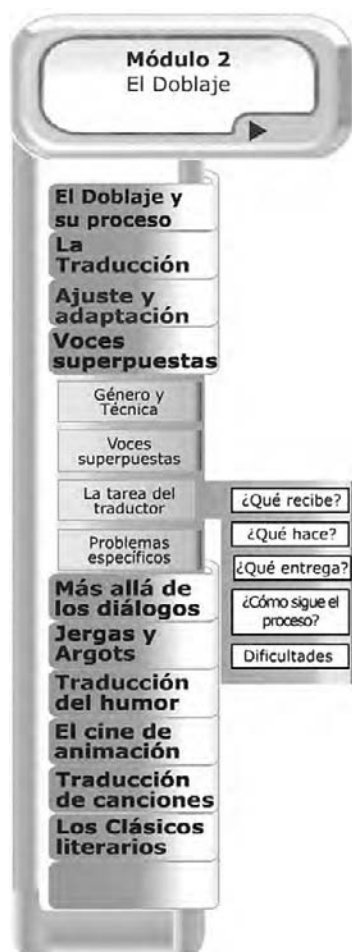 Módulo 2
El Doblaje
El Doblaje y
su proceso
La
Traducción
Ajuste y
adaptación
Voces
superpuestas
Género y
Técnica
Voces
superpuestas
La tarea del
traductor
Problemas
específicos
¿Qué recibe?
¿Qué hace?
¿Qué entrega?
¿Cómo sigue el
proceso?
Dificultades
Más allá de
los diálogos
Jergas y
Argots
Traducción
del humor
El cine de
animación
Traducción
de canciones
Los Clásicos
literarios